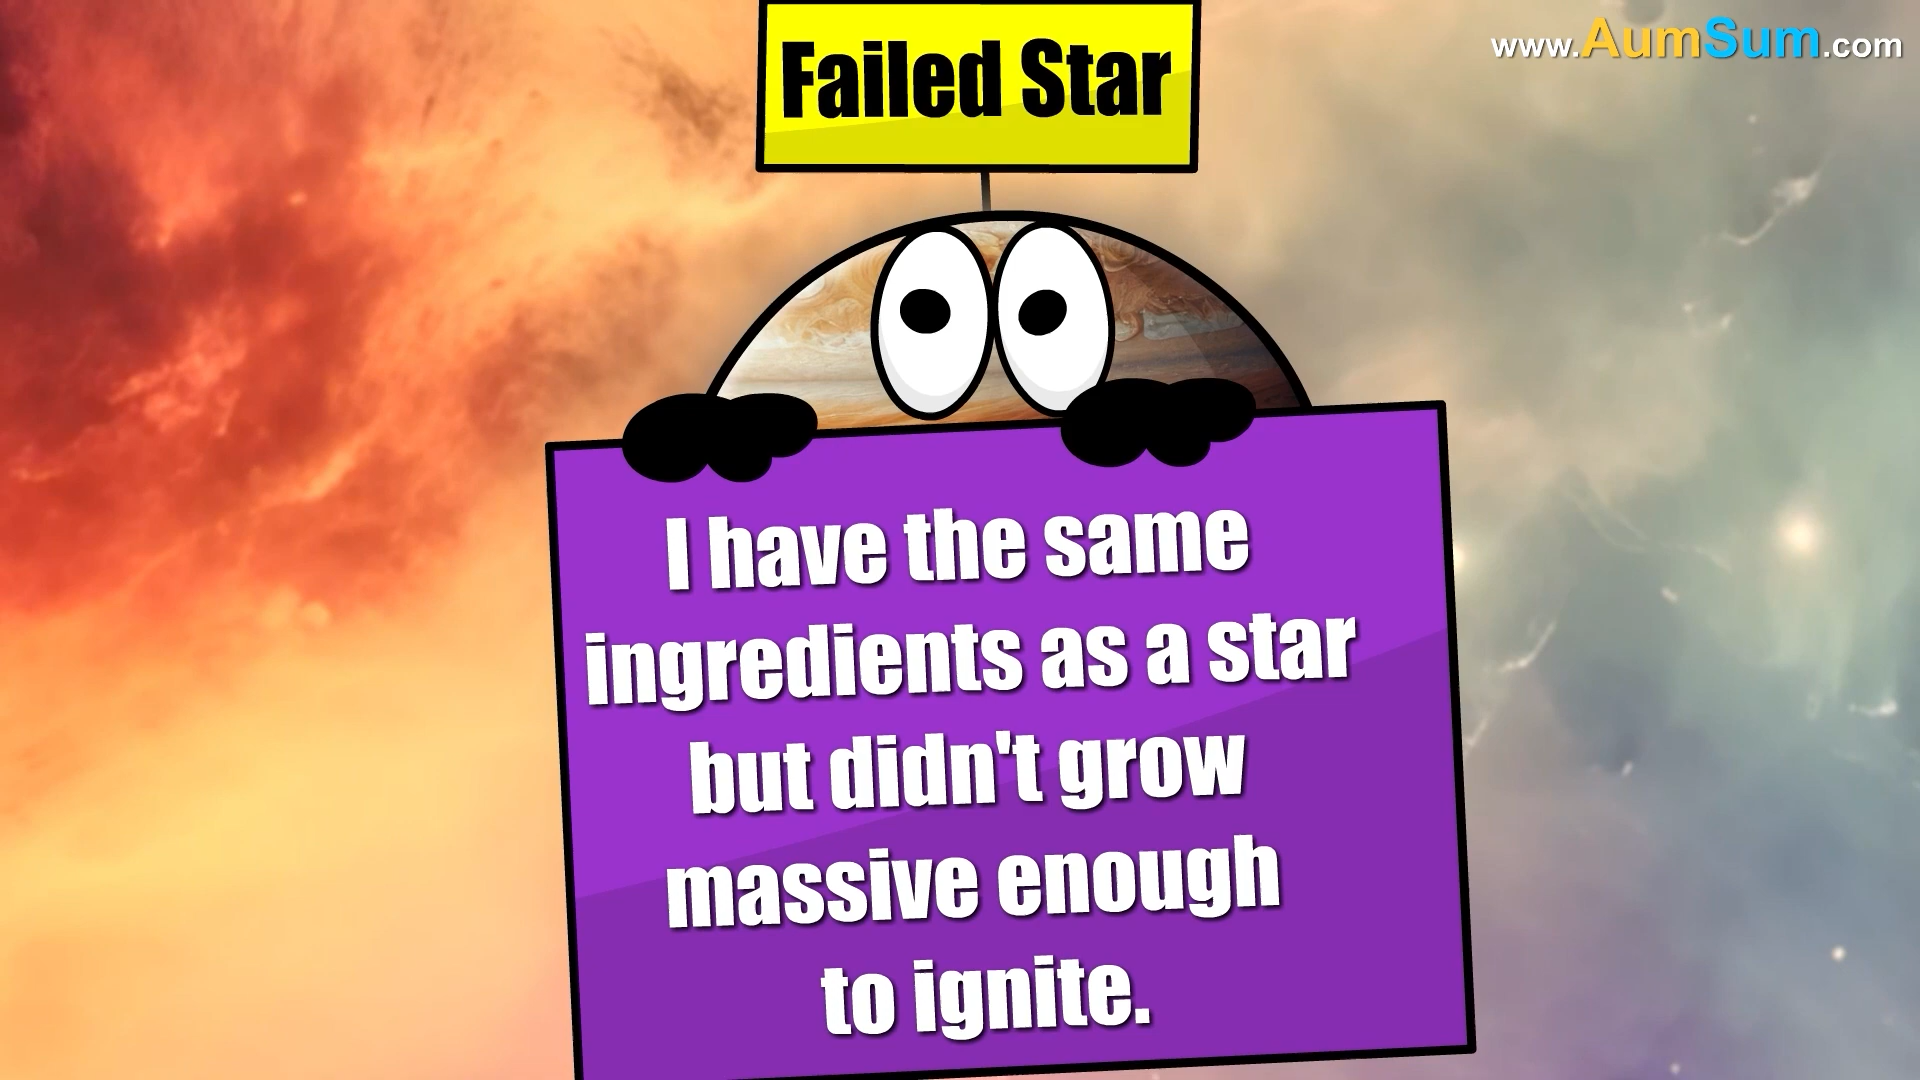 Failed Star
www.AumSum.com
I have the same
ingredients as a star
but didn't grow
massive enough
to ignite.